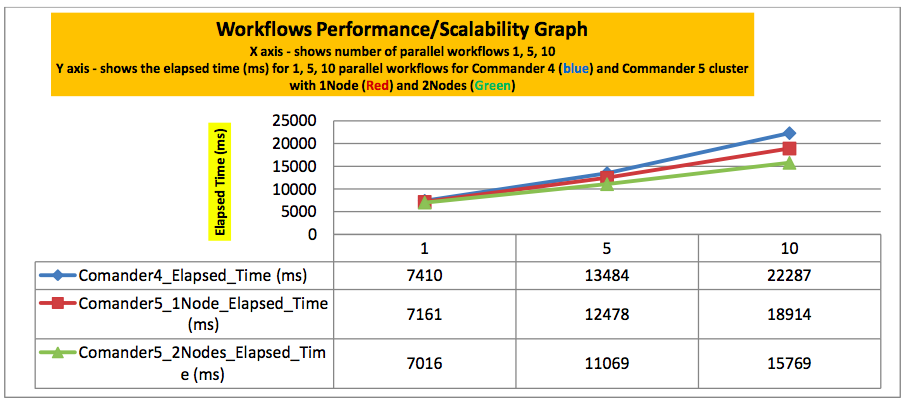 Workflows Performance/Scalability Graph
X axis - shows number of parallel workflows 1, 5, 10
Y axis - shows the elapsed time (ms) for 1, 5, 10 parallel workflows for Commander 4 (blue) and Commander 5 cluster
with 1Node (Red) and 2Nodes (Green)
Elapsed Time (ms)
25000
20000
15000
10000
5000
0
1 5 10
Comander4_Elapsed_Time (ms) 7410 13484 22287
Comander5_1Node_Elapsed_Time
(ms) 7161 12478 18914
Comander5_2Nodes_Elapsed_Tim
e (ms) 7016 11069 15769